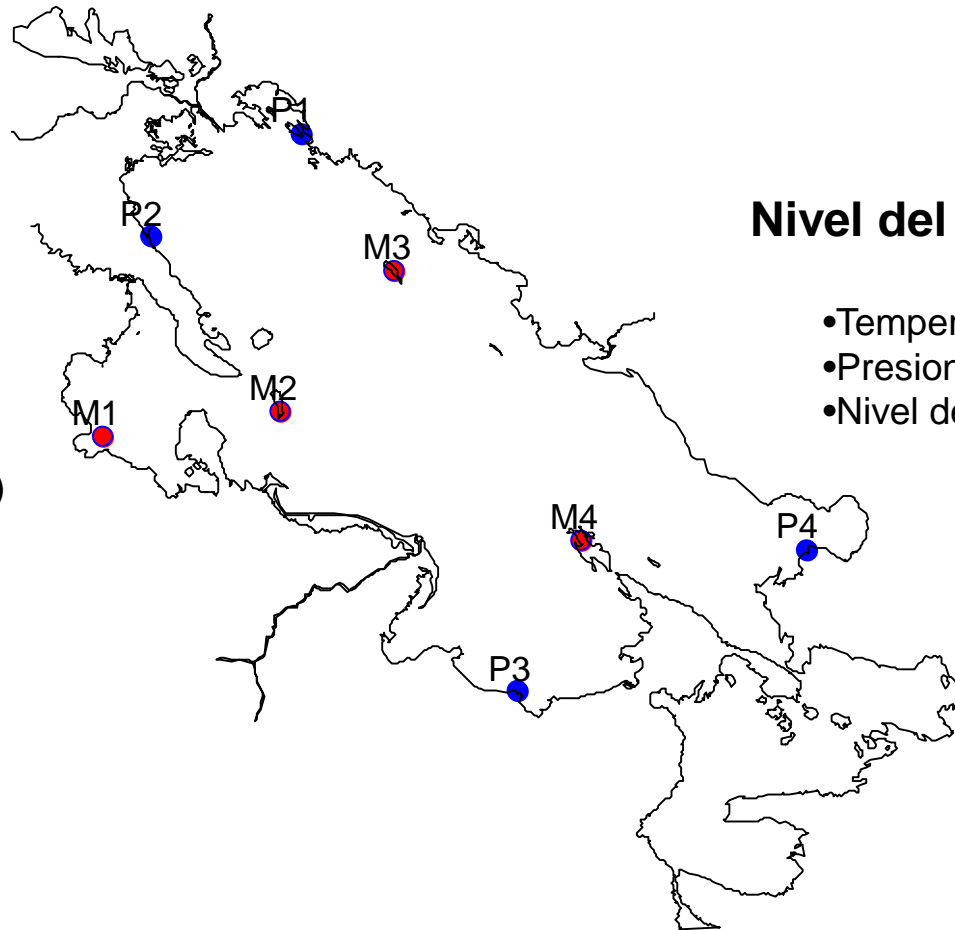 P1
P2
Nivel del
M3
•Temper
•Presion
•Nivel de
M2
M1
)
M4
P4
P3